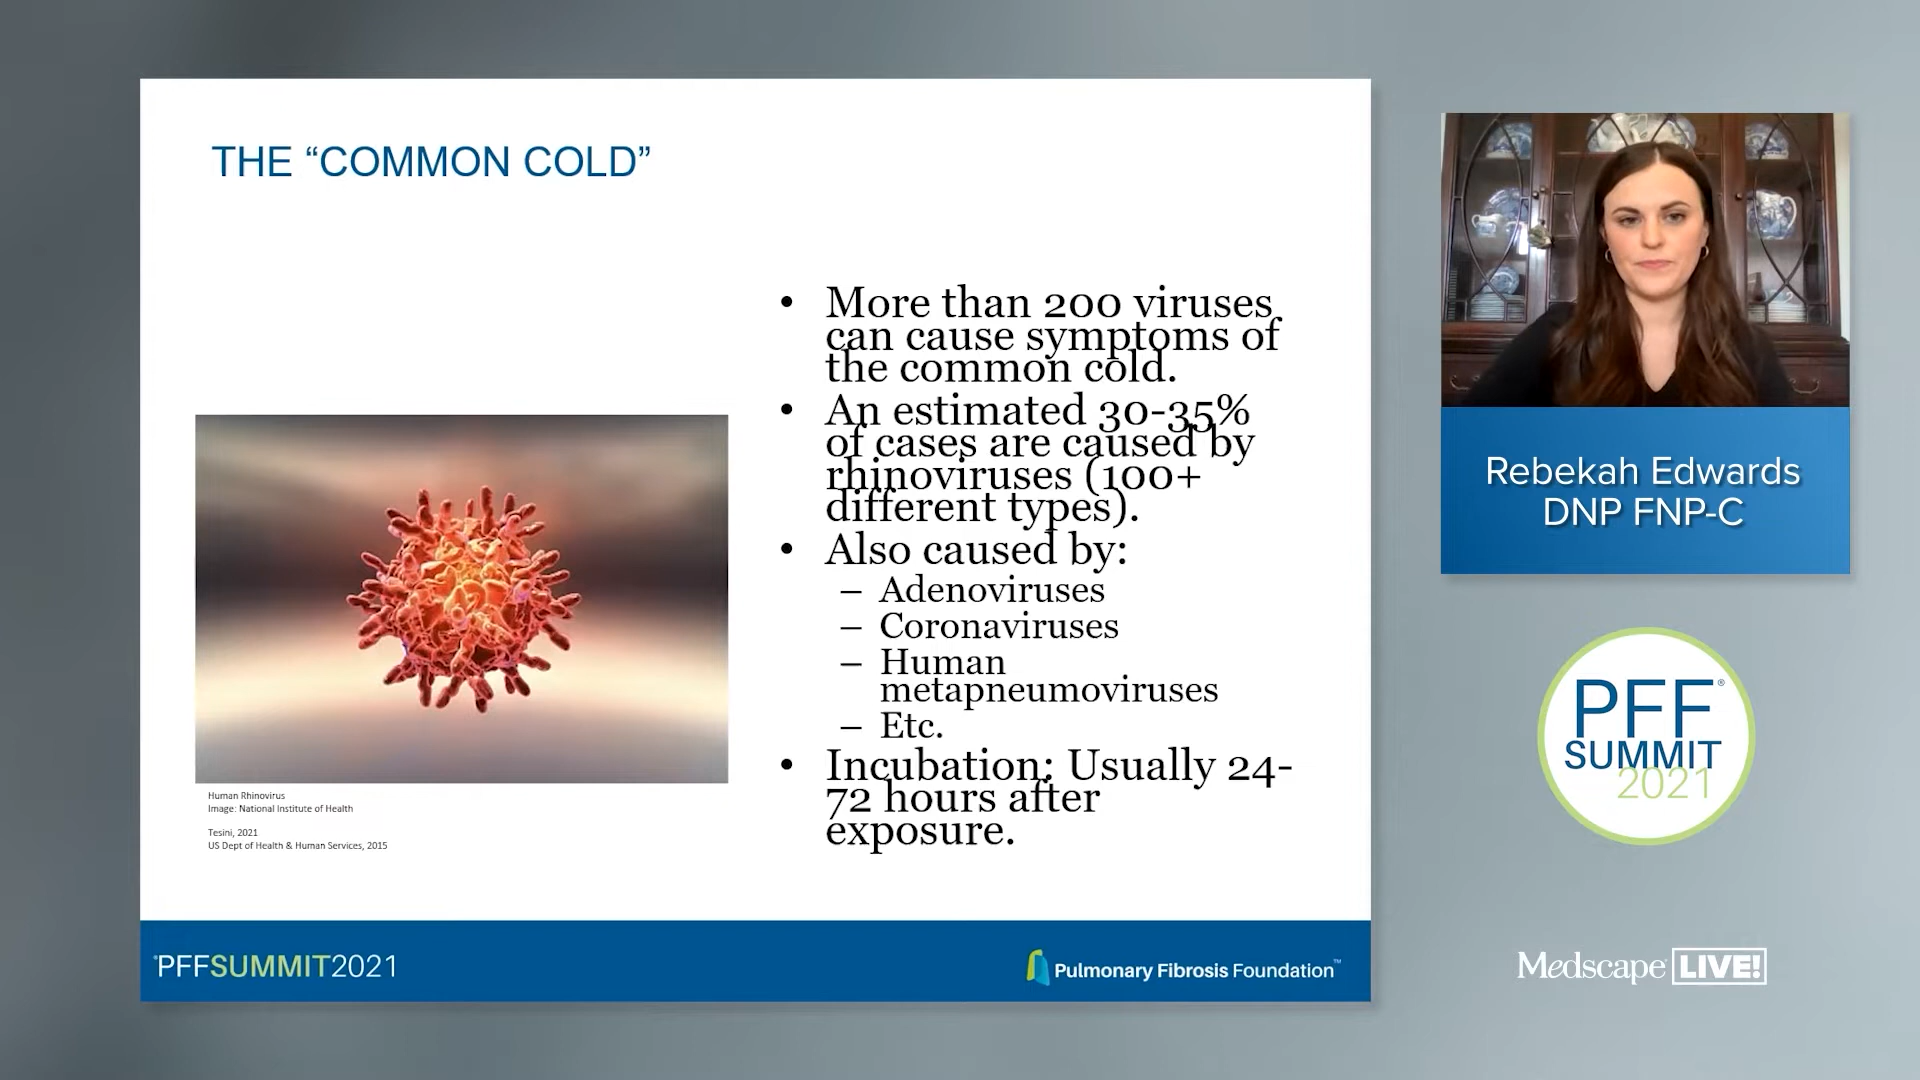 THE “COMMON COLD”
• More than 200 viruses
can cause symptoms of
the common cold.
• An estimated 30-35%
of cases are caused by
rhinoviruses (100+
different types).
• Also caused by:
– Adenoviruses
– Coronaviruses
– Human
metapneumoviruses
– Etc.
• Incubation: Usually 24-
72 hours after
exposure.
Human Rhinovirus
Image: National Institute of Health
Tesini, 2021
US Dept of Health & Human Services, 2015
PFFSUMMIT2021
Pulmonary Fibrosis Foundation™
Rebekah Edwards
DNP FNP-C
PFF®
SUMMIT
2021
Medscape LIVE!